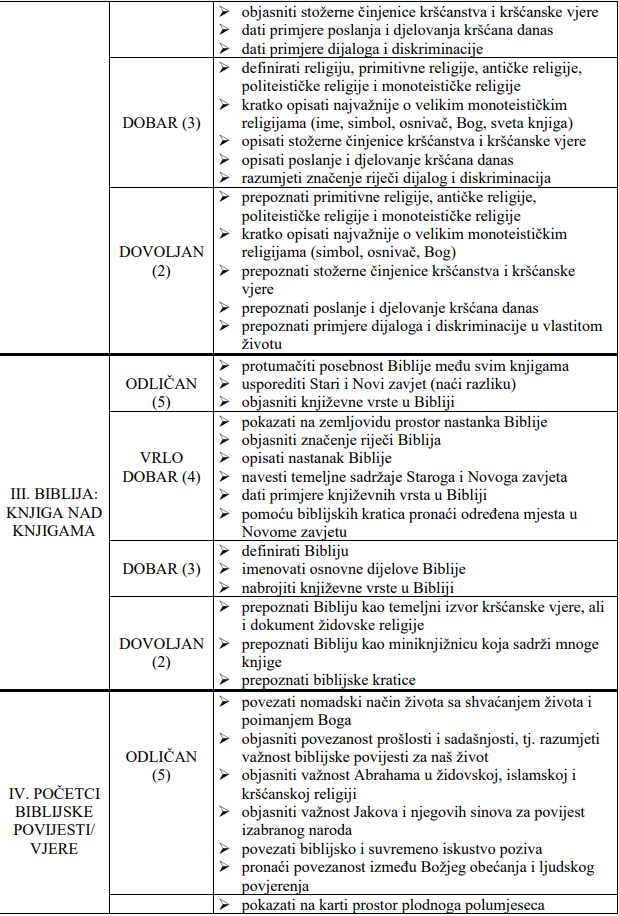 ➢ objasniti stožerne činjenice kršćanstva i kršćanske vjere
➢ dati primjere poslanja i djelovanja kršćana danas
➢ dati primjere dijaloga i diskriminacije
DOBAR (3)
➢ definirati religiju, primitivne religije, antičke religije,
politeističke religije i monoteističke religije
➢ kratko opisati najvažnije o velikim monoteističkim
religijama (ime, simbol, osnivač, Bog, sveta knjiga)
➢ opisati stožerne činjenice kršćanstva i kršćanske vjere
➢ opisati poslanje i djelovanje kršćana danas
➢ razumjeti značenje riječi dijalog i diskriminacija
DOVOLJAN
(2)
➢ prepoznati primitivne religije, antičke religije,
politeističke religije i monoteističke religije
➢ kratko opisati najvažnije o velikim monoteističkim
religijama (simbol, osnivač, Bog)
➢ prepoznati stožerne činjenice kršćanstva i kršćanske
vjere
➢ prepoznati poslanje i djelovanje kršćana danas
➢ prepoznati primjere dijaloga i diskriminacije u vlastitom
životu
III. BIBLIJA:
KNJIGA NAD
KNJIGAMA
ODLIČAN
(5)
➢ protumačiti posebnost Biblije među svim knjigama
➢ usporediti Stari i Novi zavjet (naći razliku)
➢ objasniti književne vrste u Bibliji
VRLO
DOBAR (4)
➢ pokazati na zemljovidu prostor nastanka Biblije
➢ objasniti značenje riječi Biblija
➢ opisati nastanak Biblije
➢ navesti temeljne sadržaje Staroga i Novoga zavjeta
➢ dati primjere književnih vrsta u Bibliji
➢ pomoću biblijskih kratica pronaći određena mjesta u
Novome zavjetu
DOBAR (3)
➢ definirati Bibliju
➢ imenovati osnovne dijelove Biblije
➢ nabrojiti književne vrste u Bibliji
DOVOLJAN
(2)
➢ prepoznati Bibliju kao temeljni izvor kršćanske vjere, ali
i dokument židovske religije
➢ prepoznati Bibliju kao miniknjižnicu koja sadrži mnoge
knjige
➢ prepoznati biblijske kratice
IV. POČETCI
BIBLIJSKE
POVIJESTI/
VJERE
ODLIČAN
(5)
➢ povezati nomadski način života sa shvaćanjem života i
poimanjem Boga
➢ objasniti povezanost prošlosti i sadašnjosti, tj. razumjeti
važnost biblijske povijesti za naš život
➢ objasniti važnost Abrahama u židovskoj, islamskoj i
kršćanskoj religiji
➢ objasniti važnost Jakova i njegovih sinova za povijest
izabranog naroda
➢ povezati biblijsko i suvremeno iskustvo poziva
➢ pronaći povezanost između Božjeg obećanja i ljudskog
povjerenja
➢ pokazati na karti prostor plodnoga polumjeseca